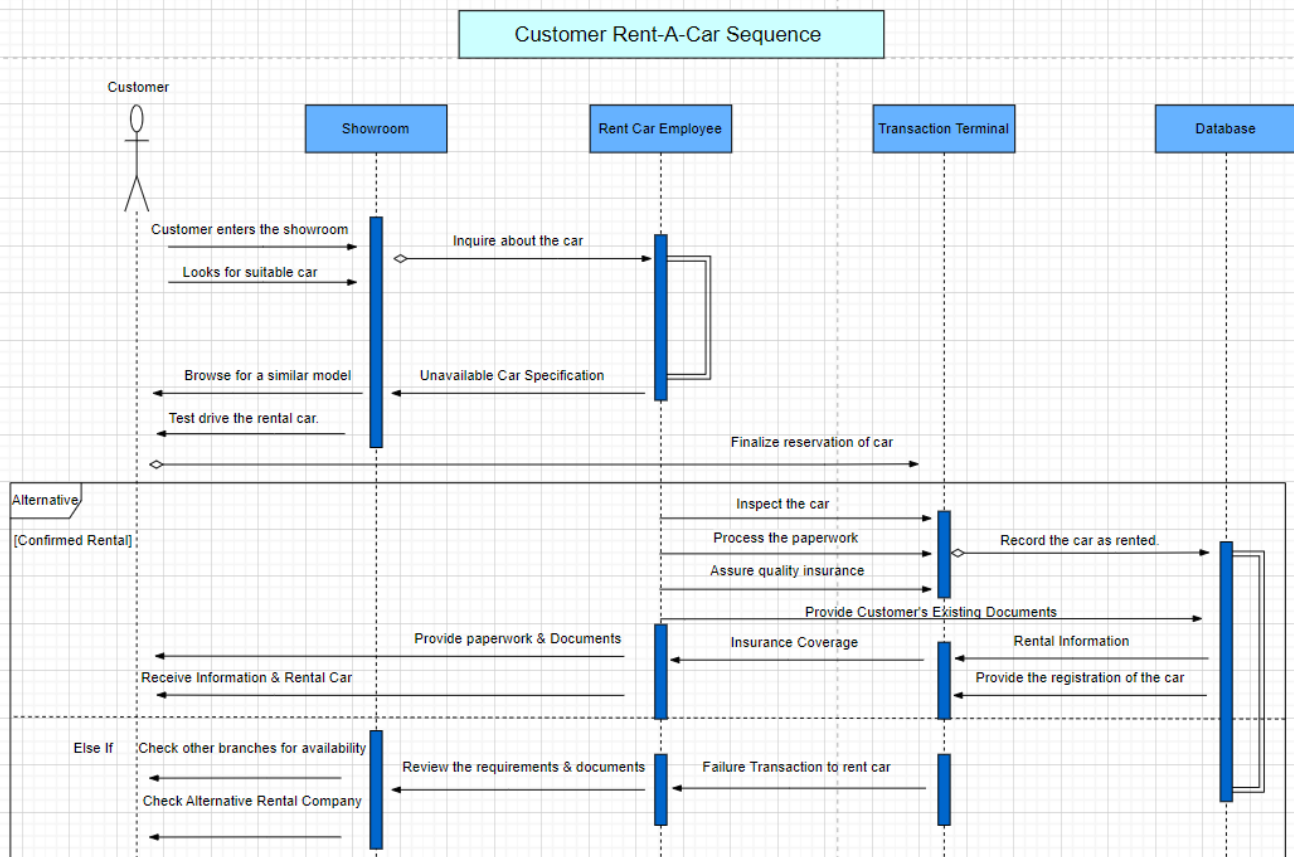 Customer Rent-A-Car Sequence
Customer
Showroom
Rent Car Employee
Transaction Terminal
Database
Customer enters the showroom
Inquire about the car
Looks for suitable car
Browse for a similar model
Unavailable Car Specification
Test drive the rental car.
Finalize reservation of car
Alternative
Inspect the car
[Confirmed Rental]
Process the paperwork
Record the car as rented.
Assure quality insurance
Provide Customer's Existing Documents
Provide paperwork & Documents
Insurance Coverage
Rental Information
Receive Information & Rental Car
Provide the registration of the car
Else If
Check other branches for availability
Review the requirements & documents
Failure Transaction to rent car
Check Alternative Rental Company